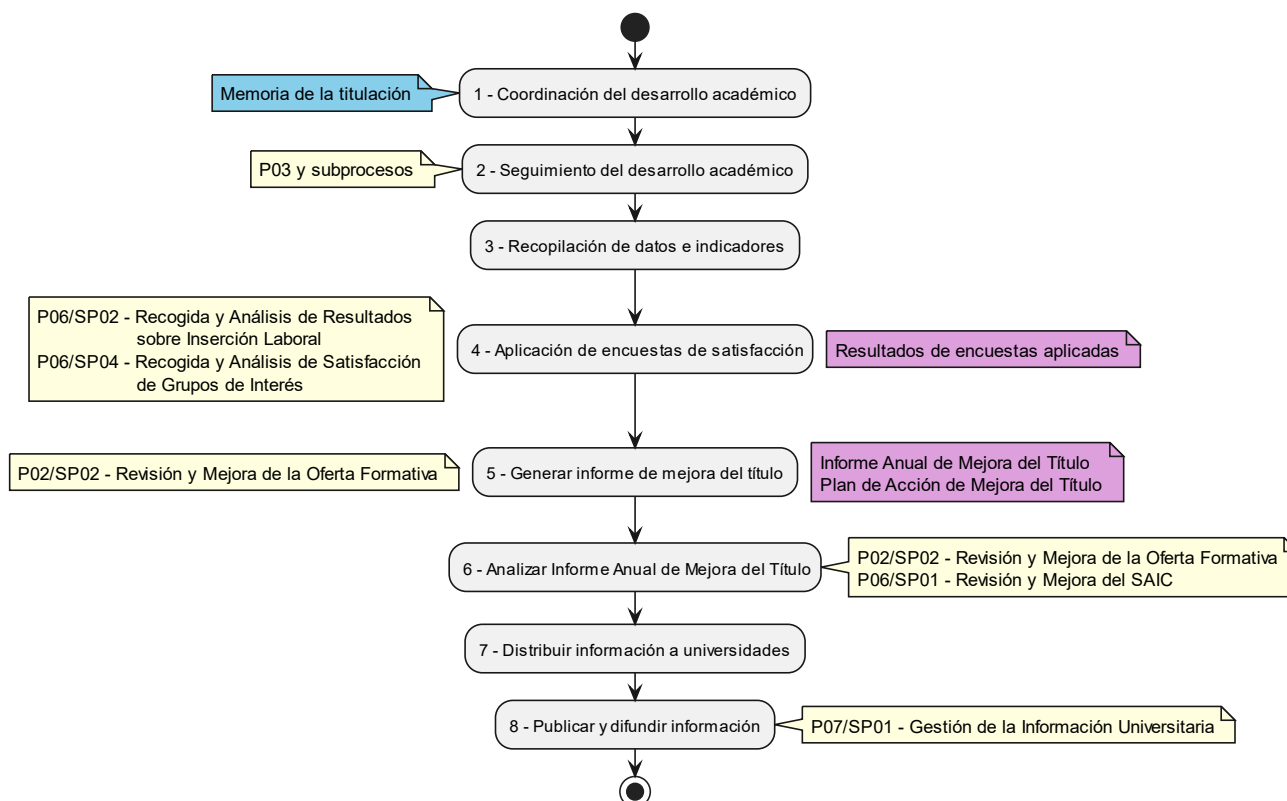 Memoria de la titulación
1 - Coordinación del desarrollo académico
P03 y subprocesos
2 - Seguimiento del desarrollo académico
3 - Recopilación de datos e indicadores
P06/SP02 - Recogida y Análisis de Resultados
sobre Inserción Laboral
P06/SP04 - Recogida y Análisis de Satisfacción
de Grupos de Interés
4 - Aplicación de encuestas de satisfacción
Resultados de encuestas aplicadas
P02/SP02 - Revisión y Mejora de la Oferta Formativa
5 - Generar informe de mejora del título
Informe Anual de Mejora del Título
Plan de Acción de Mejora del Título
6 - Analizar Informe Anual de Mejora del Título
P02/SP02 - Revisión y Mejora de la Oferta Formativa
P06/SP01 - Revisión y Mejora del SAIC
7 - Distribuir información a universidades
8 - Publicar y difundir información
P07/SP01 - Gestión de la Información Universitaria